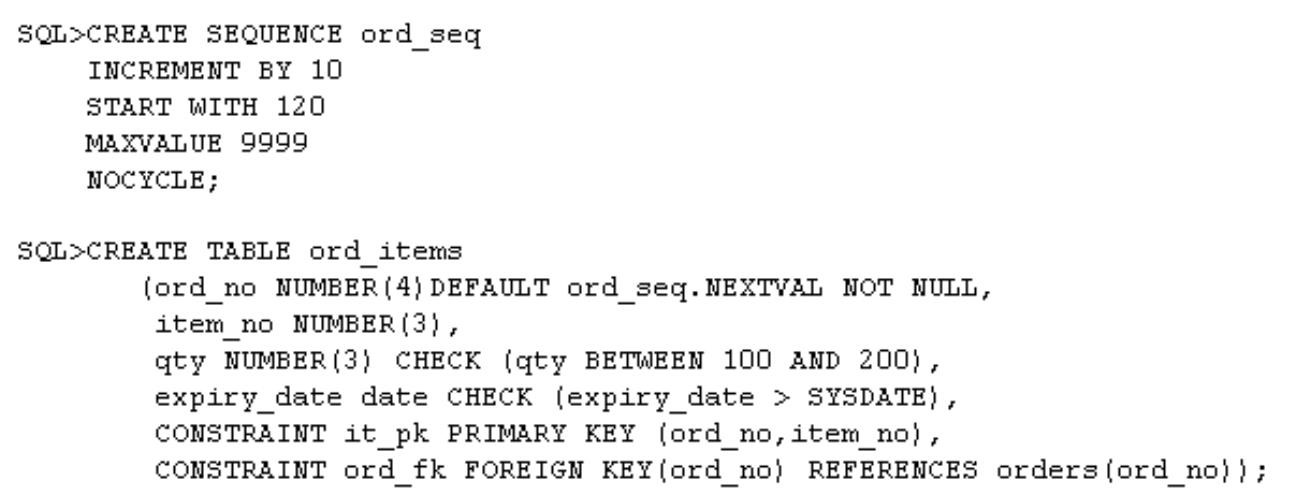 SQL>CREATE SEQUENCE ord_seq
INCREMENT BY 10
START WITH 120
MAXVALUE 9999
NOCYCLE;
SQL>CREATE TABLE ord_items
(ord_no NUMBER(4)DEFAULT ord_seq.NEXTVAL NOT NULL,
item_no NUMBER(3),
qty NUMBER(3) CHECK (qty BETWEEN 100 AND 200),
expiry_date date CHECK (expiry_date > SYSDATE),
CONSTRAINT it_pk PRIMARY KEY (ord_no,item_no),
CONSTRAINT ord_fk FOREIGN KEY(ord_no) REFERENCES orders(ord_no));